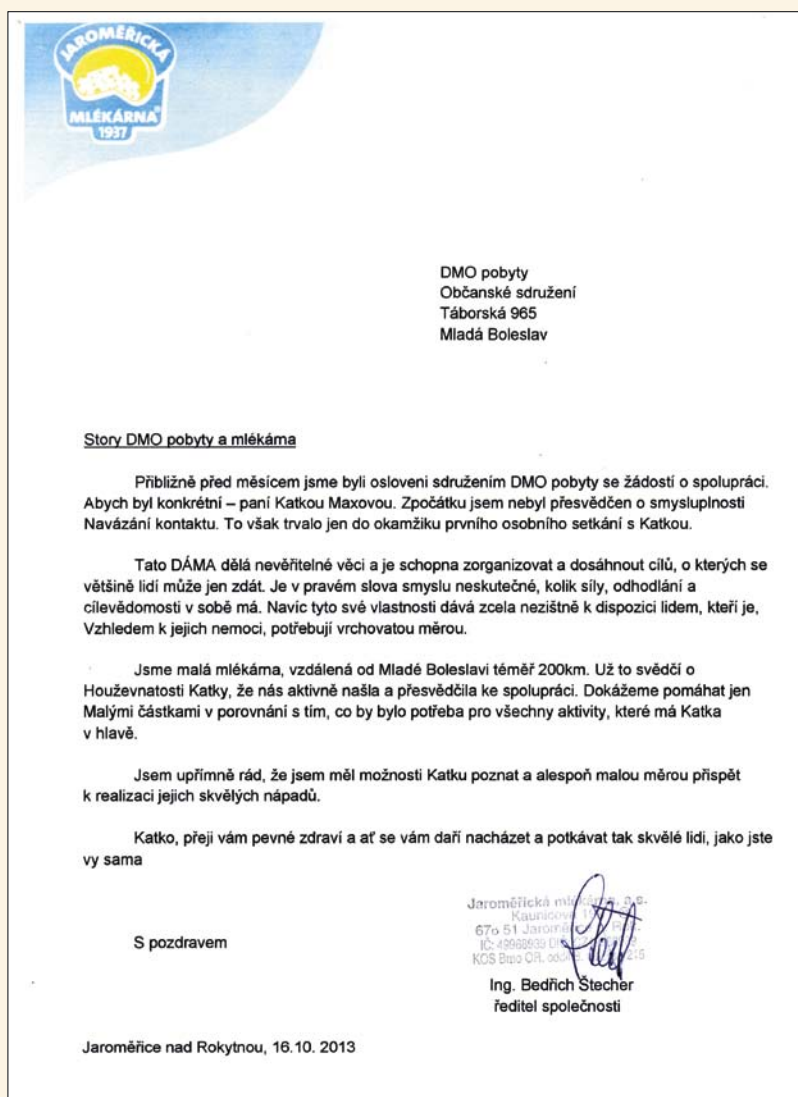 JAROMĚŘICKÁ
MLÉKÁRNA®
1937
DMO pobyty
Občanské sdružení
Táborská 965
Mladá Boleslav
Story DMO pobyty a mlékárna
Přibližně před měsícem jsme byli osloveni sdružením DMO pobyty se žádostí o spolupráci.
Abych byl konkrétní – paní Katkou Maxovou. Zpočátku jsem nebyl přesvědčen o smysluplnosti
Navázání kontaktu. To však trvalo jen do okamžiku prvního osobního setkání s Katkou.
Tato DÁMA dělá nevěřitelné věci a je schopna zorganizovat a dosáhnout cílů, o kterých se
většině lidí může jen zdát. Je v pravém slova smyslu neskutečné, kolik síly, odhodlání a
cílevědomosti v sobě má. Navíc tyto své vlastnosti dává zcela nezištně k dispozici lidem, kteří je,
Vzhledem k jejich nemoci, potřebují vrchovatou měrou.
Jsme malá mlékárna, vzdálená od Mladé Boleslavi téměř 200km. Už to svědčí o
Houževnatosti Katky, že nás aktivně našla a přesvědčila ke spolupráci. Dokážeme pomáhat jen
Malými částkami v porovnání s tím, co by bylo potřeba pro všechny aktivity, které má Katka
v hlavě.
Jsem upřímně rád, že jsem měl možnosti Katku poznat a alespoň malou měrou přispět
k realizaci jejich skvělých nápadů.
Katko, přeji vám pevné zdraví a ať se vám daří nacházet a potkávat tak skvělé lidi, jako jste
vy sama
Jaroměřická
Kaunicova
67o 51
IČ: 49968939
KOS Brno OR,
S pozdravem
Ing. Bedřich Štecher
ředitel společnosti
Jaroměřice nad Rokytnou, 16.10. 2013